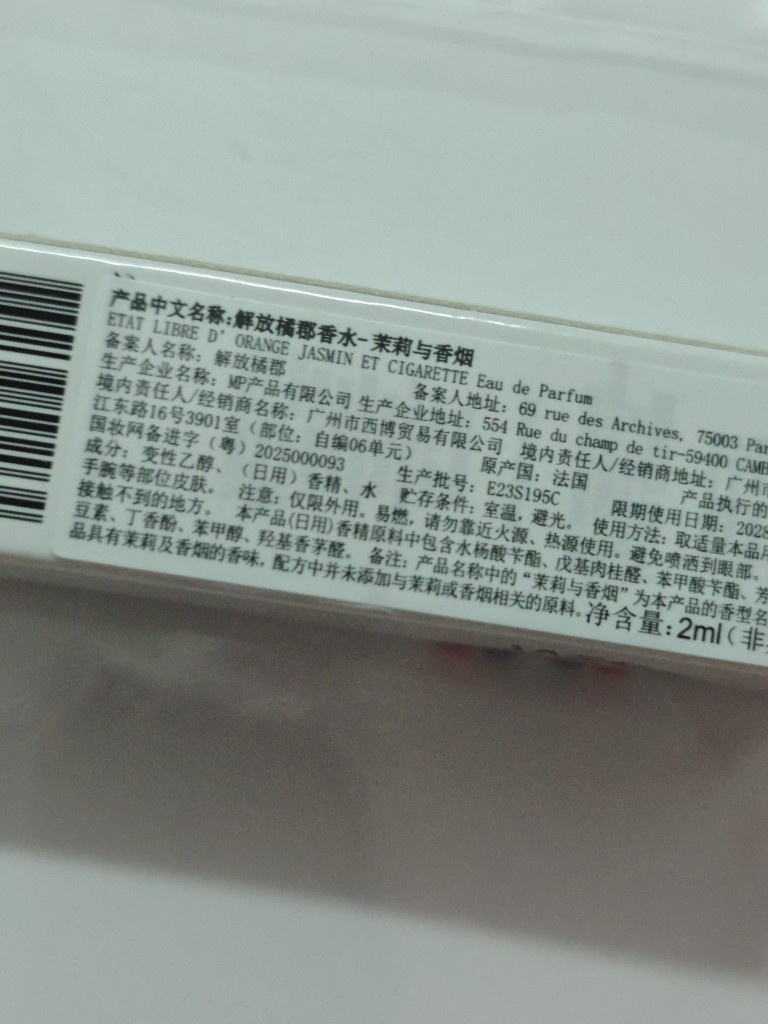 产品中文名称:解放橘郡香水-茉莉与香烟
ETAT LIBRE D' ORANGE JASMIN ET CIGARETTE Eau de Parfum
备案人名称: 解放橘郡 备案人地址: 69 rue des Archives, 75003 Par
生产企业名称: MP产品有限公司 生产企业地址: 554 Rue du champ de tir-59400 CAMB
境内责任人/经销商名称: 广州市西博贸易有限公司 境内责任人/经销商地址: 广州市
江东路16号3901室 (部位: 自编06单元) 原产国: 法国 产品执行的
国妆网备进字 (粤) 2025000093 生产批号: E23S195C 限期使用日期: 2028
成分: 变性乙醇、(日用) 香精、水 贮存条件: 室温, 避光。 使用方法: 取适量本品
手腕等部位皮肤。 注意: 仅限外用。易燃, 请勿靠近火源、热源使用。避免喷洒到眼部。
接触不到的地方。 本产品(日用)香精原料中包含水杨酸苄酯、戊基肉桂醛、苯甲酸苄酯、芳
豆素、丁香酚、苯甲醇、羟基香茅醛。 备注: 产品名称中的“茉莉与香烟”为本产品的香型名
品具有茉莉及香烟的香味, 配方中并未添加与茉莉或香烟相关的原料。净含量: 2ml(非